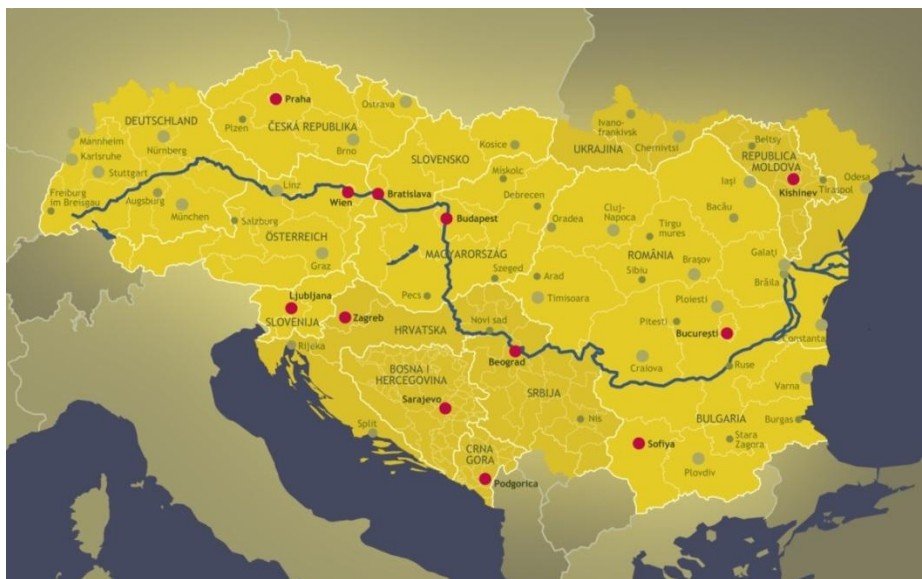 Praha
Ostrava
DEUTSCHLAND
Plzen
ČESKÁ REPUBLIKA
Ivano-
frankivsk
Mannheim
Nürnberg
Brno
Kosice
UKRAJINA
Chernivtsi
Beltsy
Karlsruhe
SLOVENSKO
REPUBLICA
MOLDOVA
Stuttgart
Miskolc
Iaşi
Kishinev
Tiraspol
Odesa
Freiburg
im Breisgau
Augsburg
München
Linz
Wien
Bratislava
Debrecen
Salzburg
Budapest
Oradea
Cluj-
Napoca
Tirgu
mures
Bacău
ÖSTERREICH
MAGYARORSZÁG
ROMÂNIA
Galaţi
Graz
Szeged
Arad
Sibiu
Braşov
Brăila
Pecs
Timisoara
Ploiesti
Ljubljana
SLOVENIJA
Zagreb
HRVATSKA
Novi sad
Pitesti
Bucureşti
Constanta
Rijeka
Beograd
Craiova
Ruse
BOSNA I
HERCEGOVINA
Sarajevo
SRBIJA
Varna
Split
Nis
BULGARIA
Burgas
CRNA
GORA
Sofiya
Stara
Zagora
Plovdiv
Podgorica